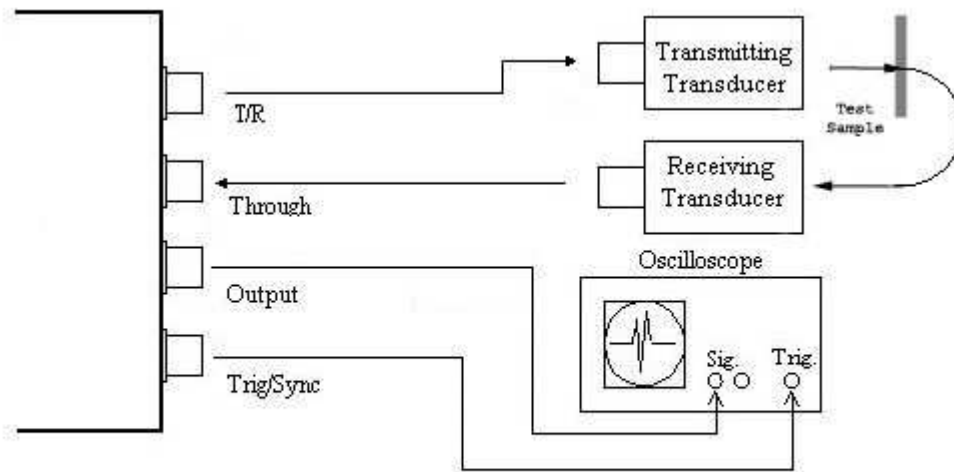 Transmitting
Transducer
T/R
Test
Sample
Receiving
Transducer
Through
Oscilloscope
Output
Sig.
Trig.
Trig/Sync